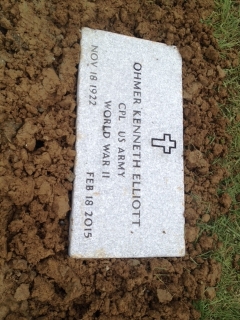 OHMER KENNETH ELLIOTT
CPL US ARMY
WORLD WAR II
NOV 18 1922 FEB 18 2015